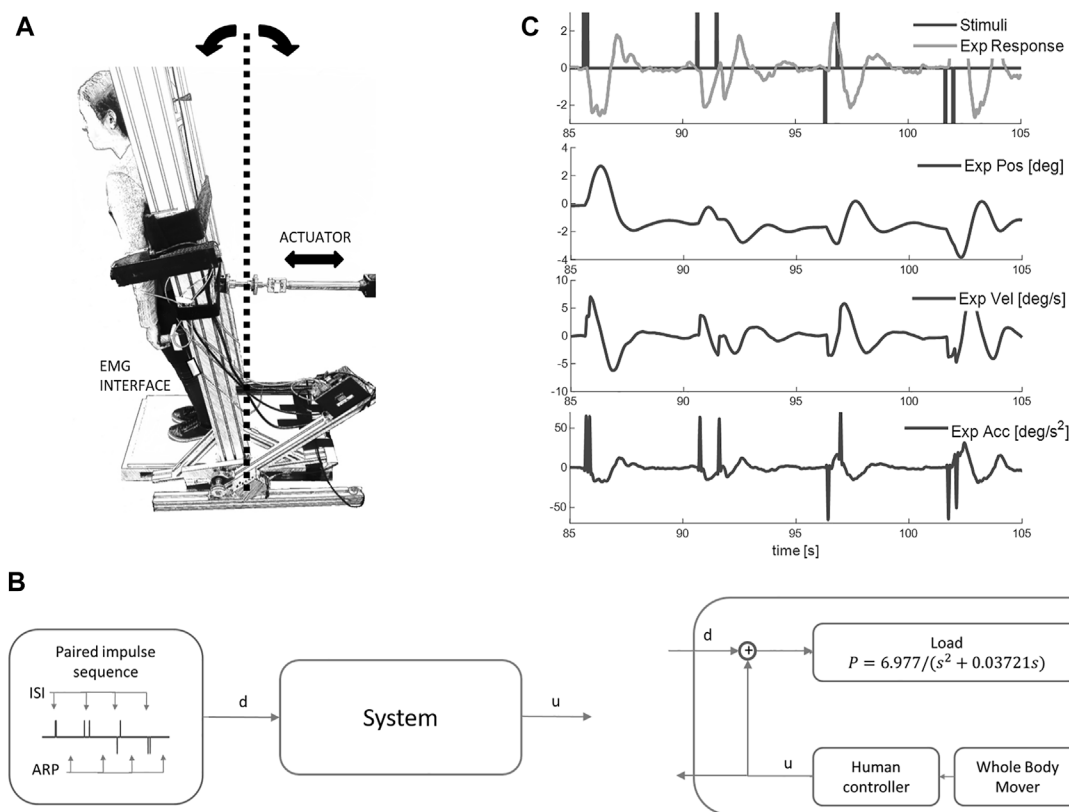 A
ACTUATOR
EMG
INTERFACE
C
Stimuli
Exp Response
2
0
-2
85 90 95 100 105
Exp Pos [deg]
4
2
0
-2
-4
85 90 95 100 105
Exp Vel [deg/s]
10
5
0
-5
-10
85 90 95 100 105
Exp Acc [deg/s²]
50
0
-50
85 90 95 100 105
time [s]
B
Paired impulse
sequence
ISI
ARP
d
System
u
d
+
Load
P = 6.977/(s² + 0.03721s)
u
Human
controller
Whole Body
Mover